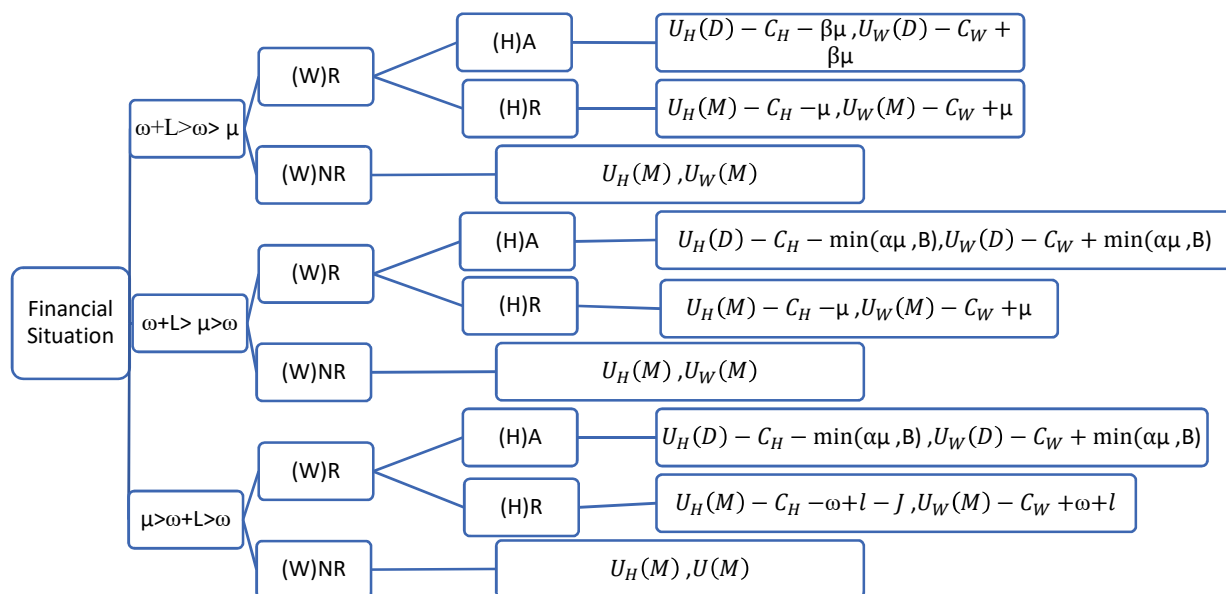 Financial
Situation
ω+L>ω> μ
(W)R
(H)A
U_H(D) − C_H − βμ ,U_W(D) − C_W +
βμ
(H)R
U_H(M) − C_H −μ ,U_W(M) − C_W +μ
(W)NR
U_H(M) ,U_W(M)
ω+L> μ>ω
(W)R
(H)A
U_H(D) − C_H − min(αμ ,B),U_W(D) − C_W + min(αμ ,B)
(H)R
U_H(M) − C_H −μ ,U_W(M) − C_W +μ
(W)NR
U_H(M) ,U_W(M)
μ>ω+L>ω
(W)R
(H)A
U_H(D) − C_H − min(αμ ,B) ,U_W(D) − C_W + min(αμ ,B)
(H)R
U_H(M) − C_H −ω+l − J ,U_W(M) − C_W +ω+l
(W)NR
U_H(M) ,U(M)